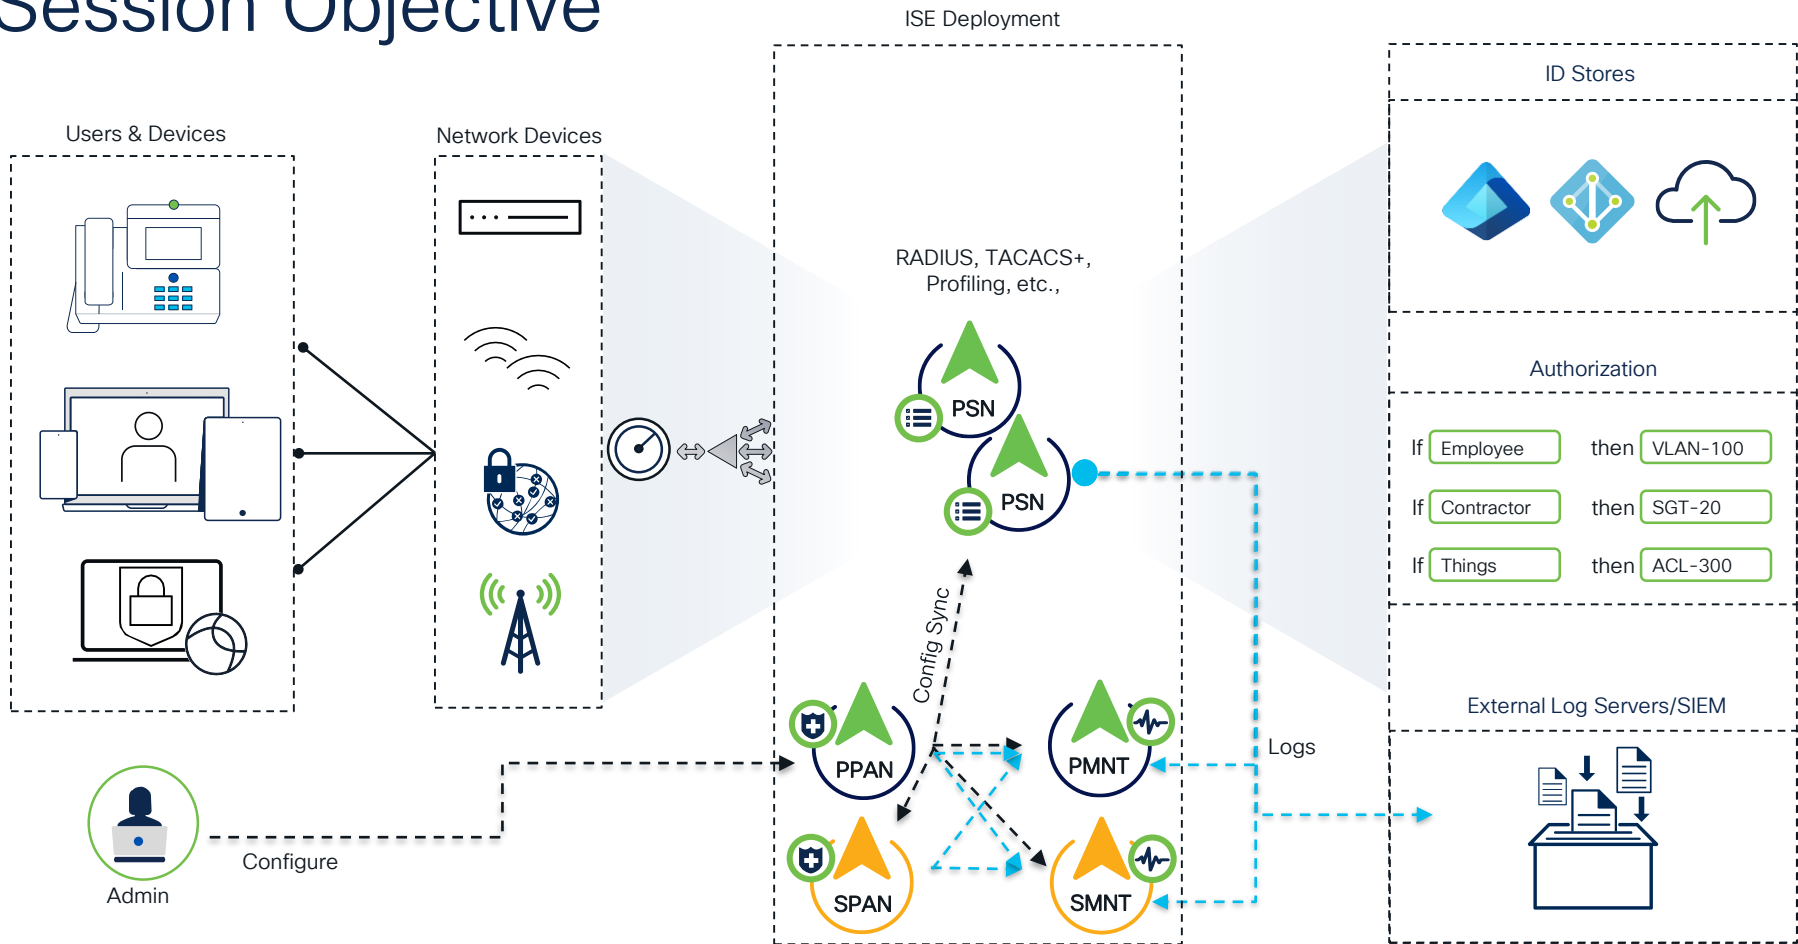 Session Objective
ISE Deployment
Users & Devices
Network Devices
RADIUS, TACACS+,
Profiling, etc.,
PSN
PSN
Config Sync
PPAN
PMNT
SPAN
SMNT
Admin
Configure
Logs
ID Stores
Authorization
If Employee then VLAN-100
If Contractor then SGT-20
If Things then ACL-300
External Log Servers/SIEM